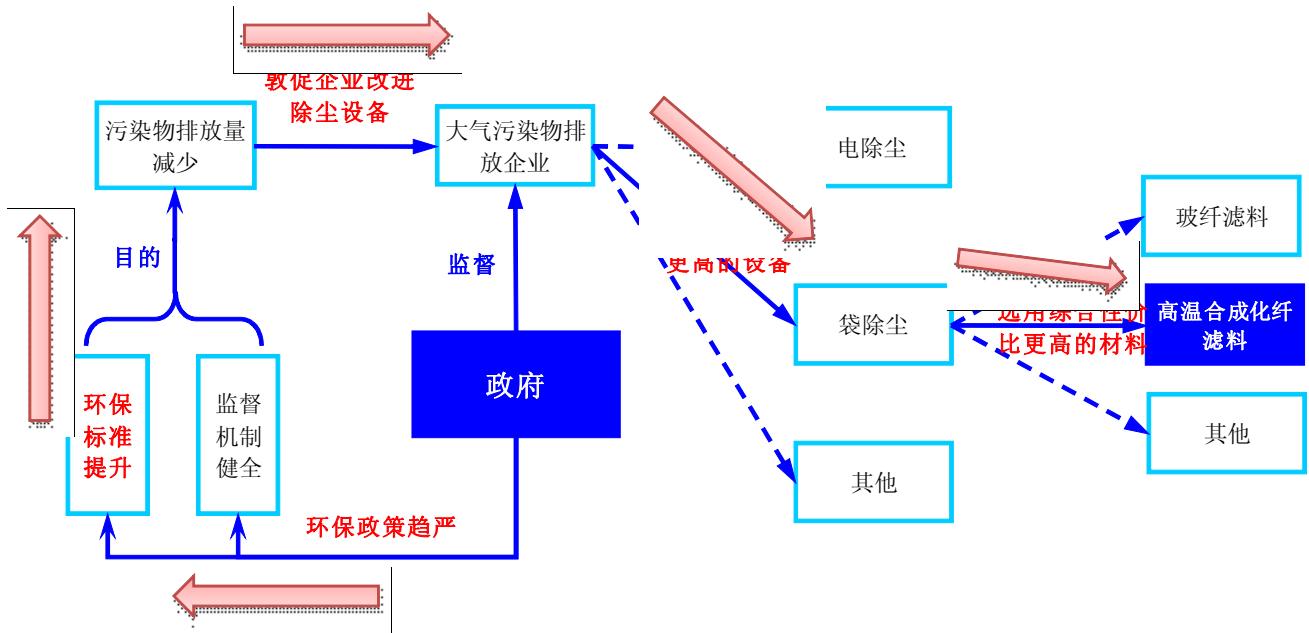 敦促企业改进
除尘设备
污染物排放量
减少
大气污染物排
放企业
电除尘
玻纤滤料
目的
监督
更高的设备
选用综合性价
比更高的材料
高温合成化纤
滤料
袋除尘
政府
环保
标准
提升
监督
机制
健全
其他
其他
环保政策趋严